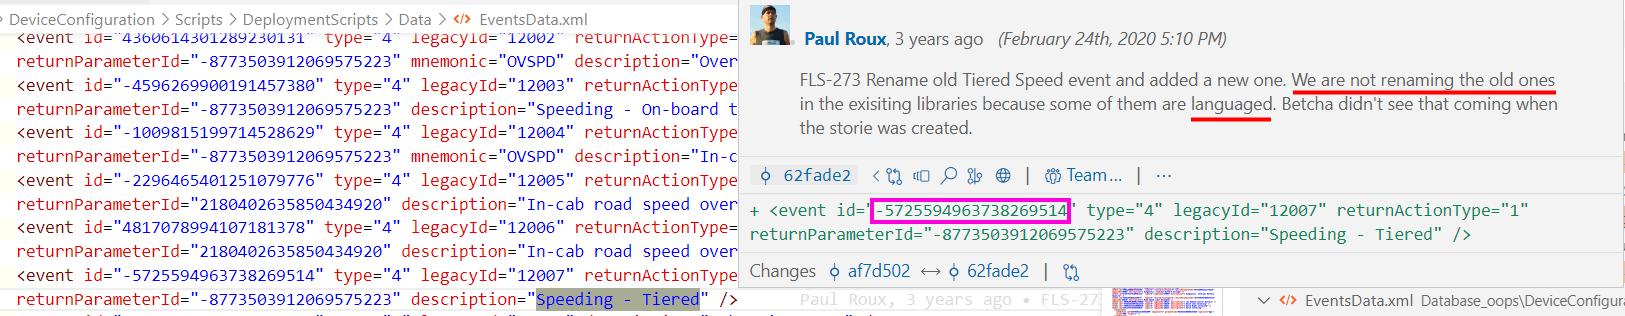 DeviceConfiguration > Scripts > DeploymentScripts > Data > EventsData.xml
<event id="4360614301289230131" type="4" legacyId="12002" returnActionType=
returnParameterId="-8773503912069575223" mnemonic="OVSPD" description="Over
<event id="-4596269900191457380" type="4" legacyId="12003" returnActionType=
returnParameterId="-8773503912069575223" description="Speeding - On-board t
<event id="-1009815199714528629" type="4" legacyId="12004" returnActionType=
returnParameterId="-8773503912069575223" mnemonic="OVSPD" description="In-c
<event id="-2296465401251079776" type="4" legacyId="12005" returnActionType=
returnParameterId="2180402635850434920" description="In-cab road speed over
<event id="4817078994107181378" type="4" legacyId="12006" returnActionType=
returnParameterId="2180402635850434920" description="In-cab road speed over
<event id="-5725594963738269514" type="4" legacyId="12007" returnActionType=
returnParameterId="-8773503912069575223" description="Speeding - Tiered" />
Paul Roux, 3 years ago • FLS-27
Paul Roux, 3 years ago (February 24th, 2020 5:10 PM)
FLS-273 Rename old Tiered Speed event and added a new one. We are not renaming the old ones
in the exisiting libraries because some of them are languaged. Betcha didn't see that coming when
the storie was created.
62fade2 | Team... | ...
+ <event id="-5725594963738269514" type="4" legacyId="12007" returnActionType="1"
returnParameterId="-8773503912069575223" description="Speeding - Tiered" />
Changes af7d502 ↔ 62fade2 |
EventsData.xml Database_oops\DeviceConfigura